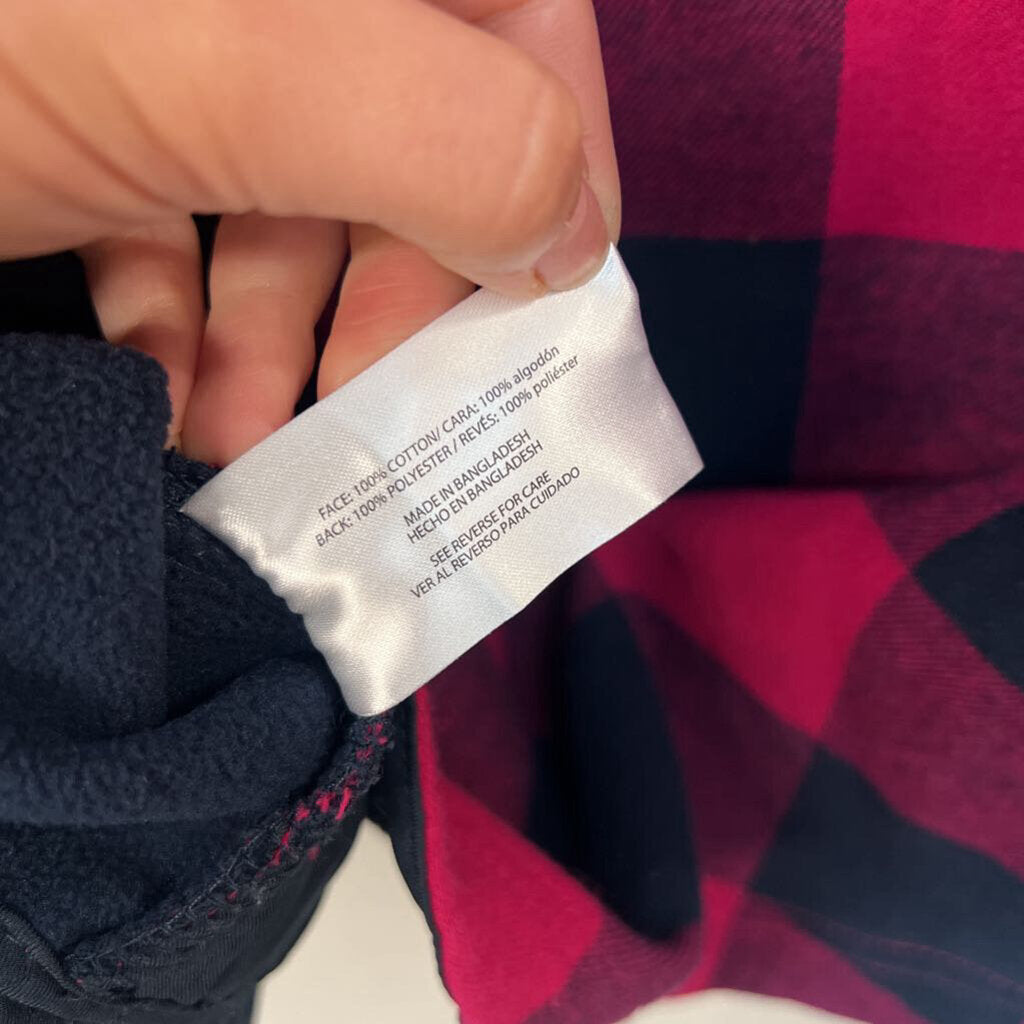 FACE: 100% COTTON/ CARA: 100% algodón
BACK: 100% POLYESTER / REVÉS: 100% poliéster
MADE IN BANGLADESH
HECHO EN BANGLADESH
SEE REVERSE FOR CARE
VER AL REVERSO PARA CUIDADO